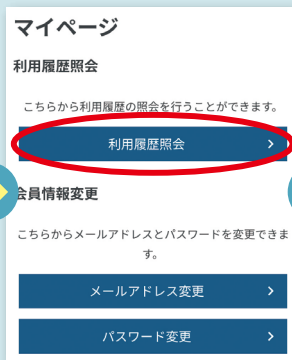 マイページ
利用履歴照会
こちらから利用履歴の照会を行うことができます。
利用履歴照会
会員情報変更
こちらからメールアドレスとパスワードを変更できま
す。
メールアドレス変更
パスワード変更